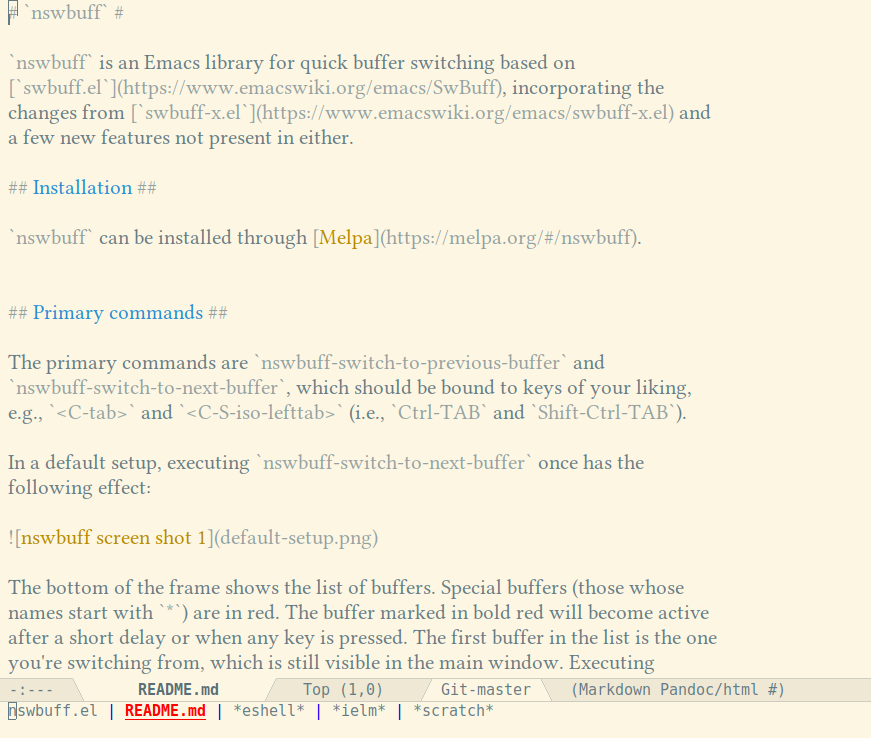 # `nswbuff` #
`nswbuff` is an Emacs library for quick buffer switching based on
[`swbuff.el`](https://www.emacswiki.org/emacs/SwBuff), incorporating the
changes from [`swbuff-x.el`](https://www.emacswiki.org/emacs/swbuff-x.el) and
a few new features not present in either.
## Installation ##
`nswbuff` can be installed through [Melpa](https://melpa.org/#/nswbuff).
## Primary commands ##
The primary commands are `nswbuff-switch-to-previous-buffer` and
`nswbuff-switch-to-next-buffer`, which should be bound to keys of your liking,
e.g., `<C-tab>` and `<C-S-iso-lefttab>` (i.e., `Ctrl-TAB` and `Shift-Ctrl-TAB`).
In a default setup, executing `nswbuff-switch-to-next-buffer` once has the
following effect:
![nswbuff screen shot 1](default-setup.png)
The bottom of the frame shows the list of buffers. Special buffers (those whose
names start with `*`) are in red. The buffer marked in bold red will become active
after a short delay or when any key is pressed. The first buffer in the list is the one
you're switching from, which is still visible in the main window. Executing
-:--- README.md Top (1,0) Git-master (Markdown Pandoc/html #)
nswbuff.el | README.md | *eshell* | *ielm* | *scratch*